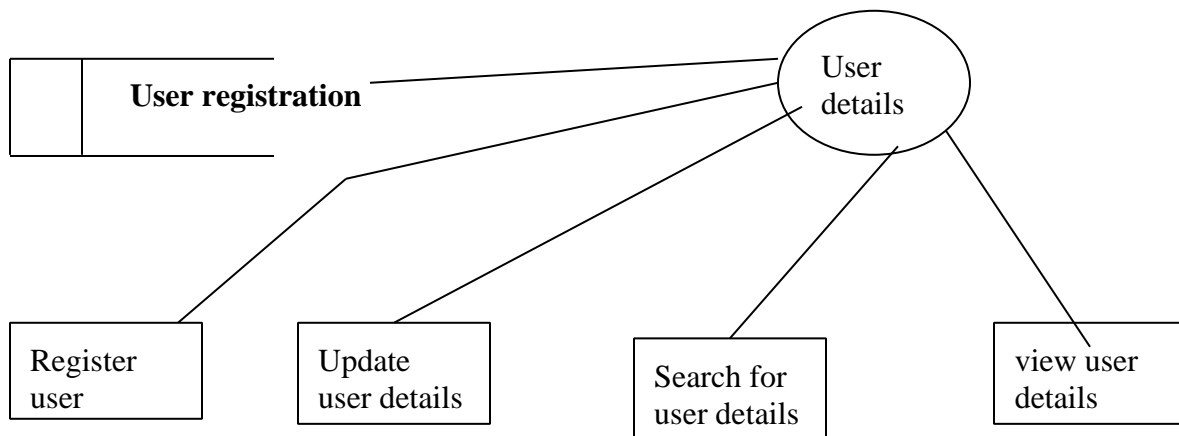 User registration
User
details
Register
user
Update
user details
Search for
user details
view user
details